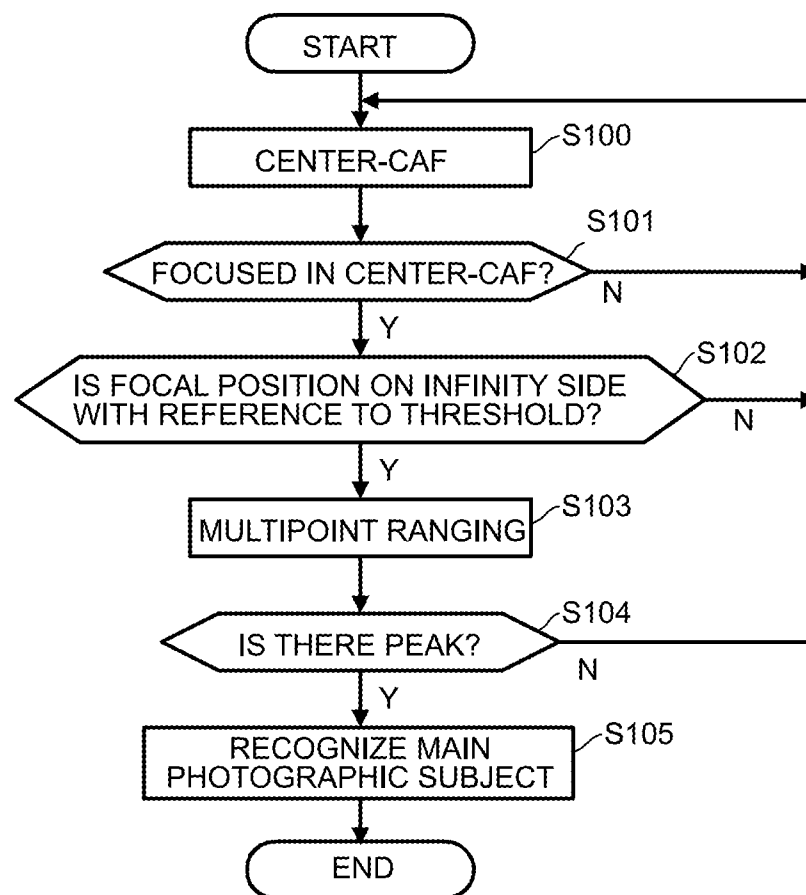 START
CENTER-CAF
S100
FOCUSED IN CENTER-CAF?
S101
N
Y
IS FOCAL POSITION ON INFINITY SIDE
WITH REFERENCE TO THRESHOLD?
S102
N
Y
MULTIPOINT RANGING
S103
IS THERE PEAK?
S104
N
Y
RECOGNIZE MAIN
PHOTOGRAPHIC SUBJECT
S105
END